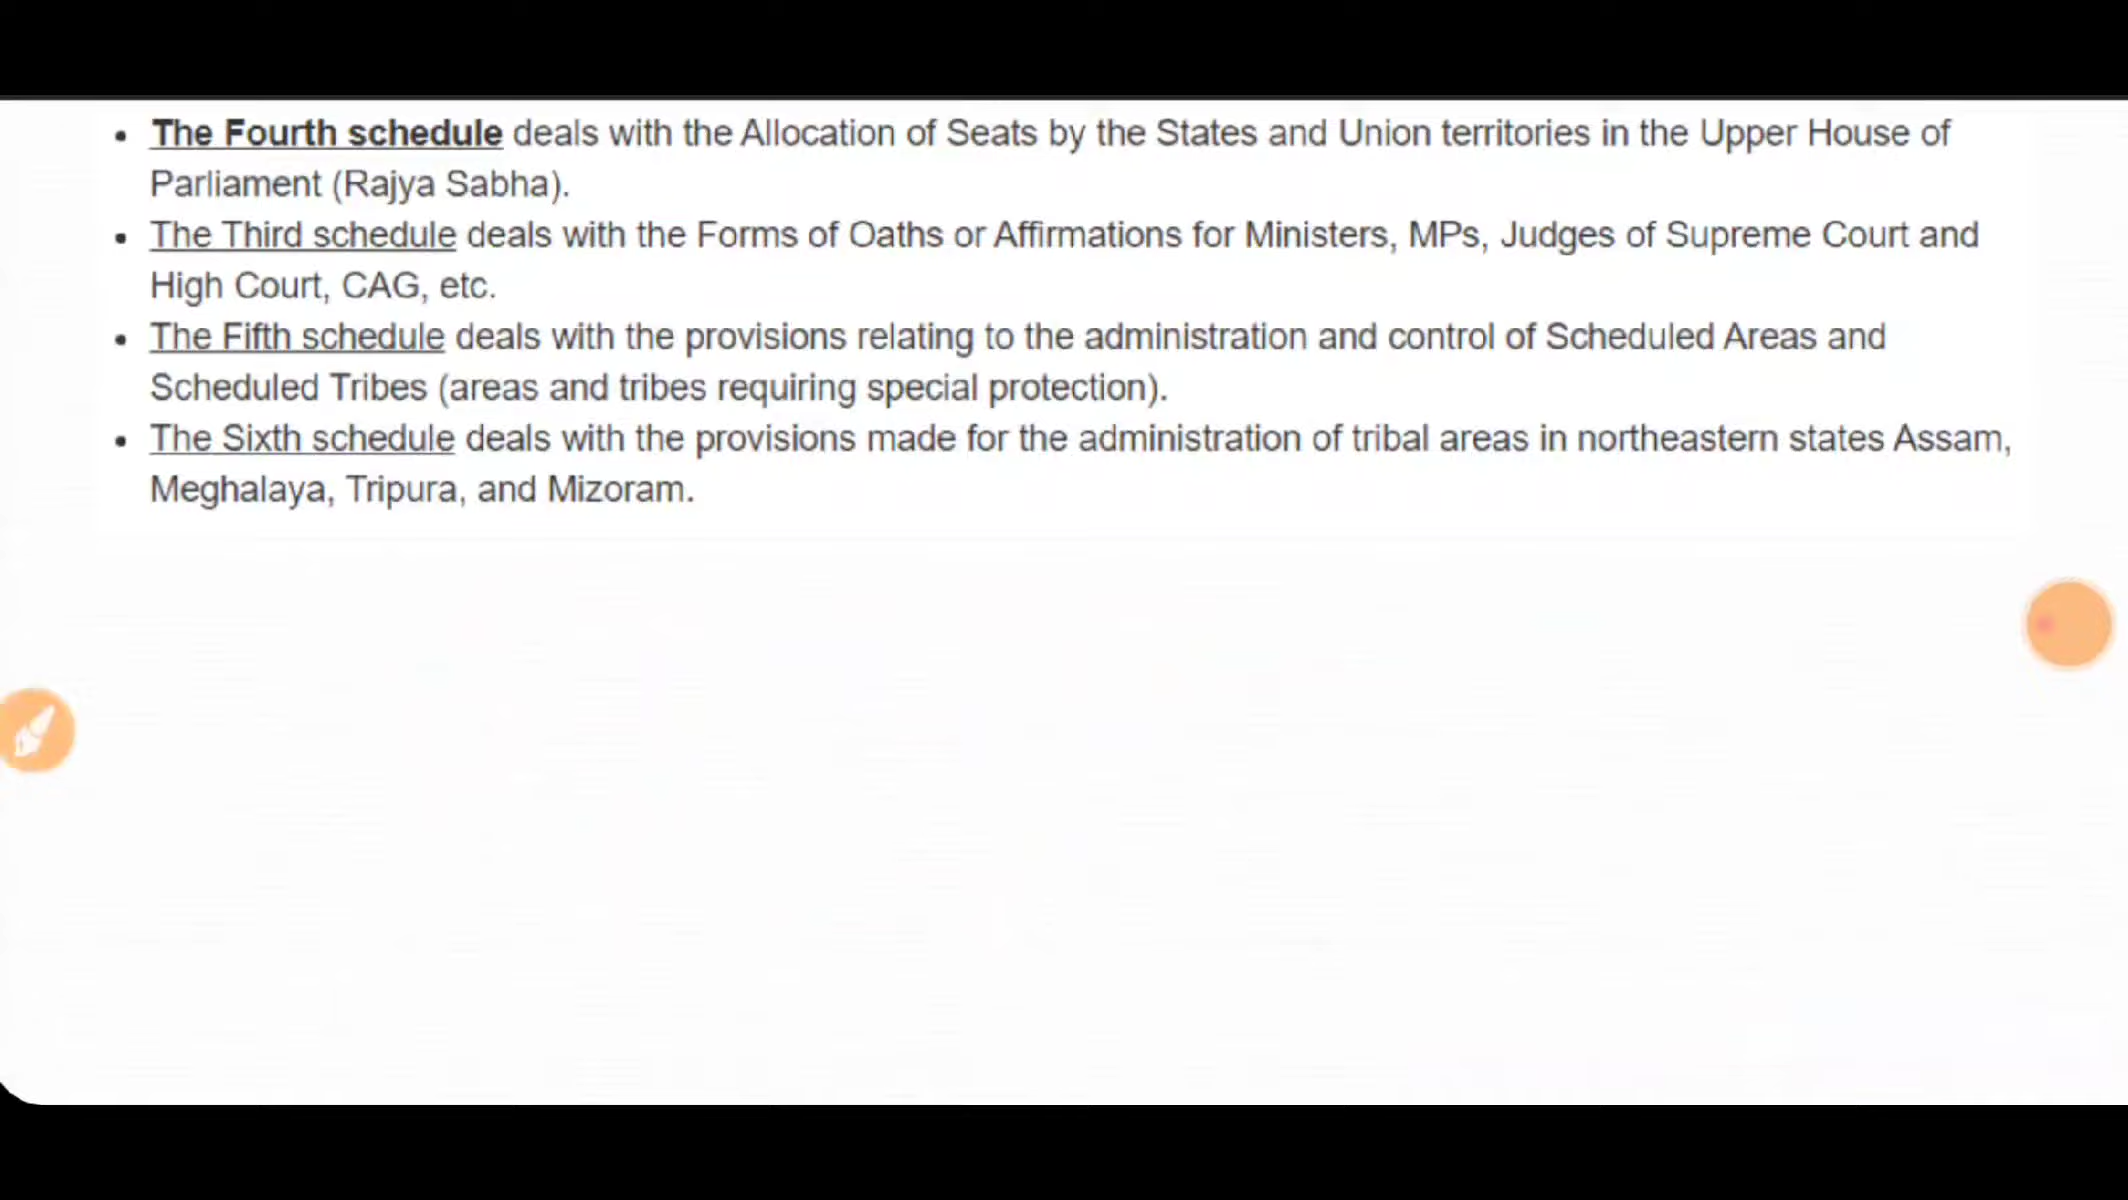 • The Fourth schedule deals with the Allocation of Seats by the States and Union territories in the Upper House of
Parliament (Rajya Sabha).
• The Third schedule deals with the Forms of Oaths or Affirmations for Ministers, MPs, Judges of Supreme Court and
High Court, CAG, etc.
• The Fifth schedule deals with the provisions relating to the administration and control of Scheduled Areas and
Scheduled Tribes (areas and tribes requiring special protection).
• The Sixth schedule deals with the provisions made for the administration of tribal areas in northeastern states Assam,
Meghalaya, Tripura, and Mizoram.